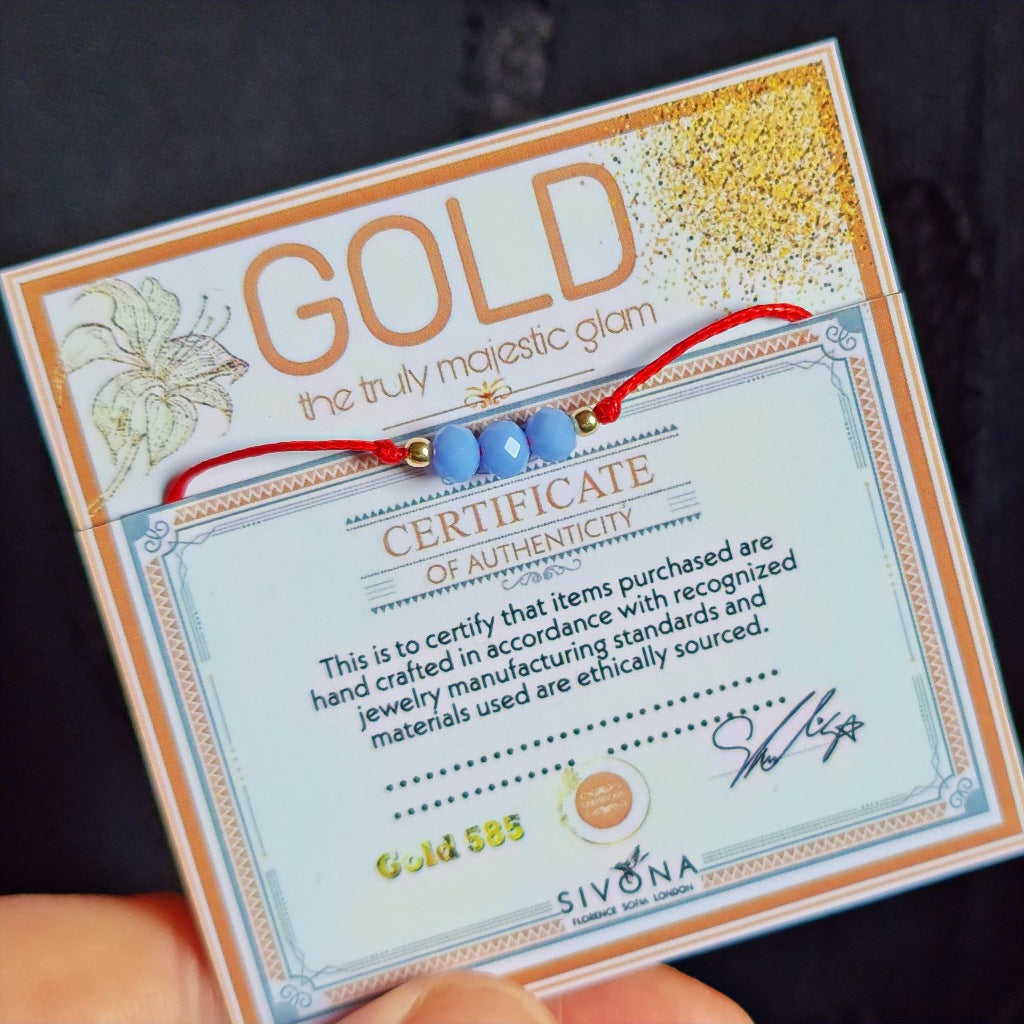 GOLD
the truly majestic glam
CERTIFICATE
OF AUTHENTICITY
This is to certify that items purchased are
hand crafted in accordance with recognized
jewelry manufacturing standards and
materials used are ethically sourced.
Gold 585
SIVONA
FLORENCE SOFIA LONDON